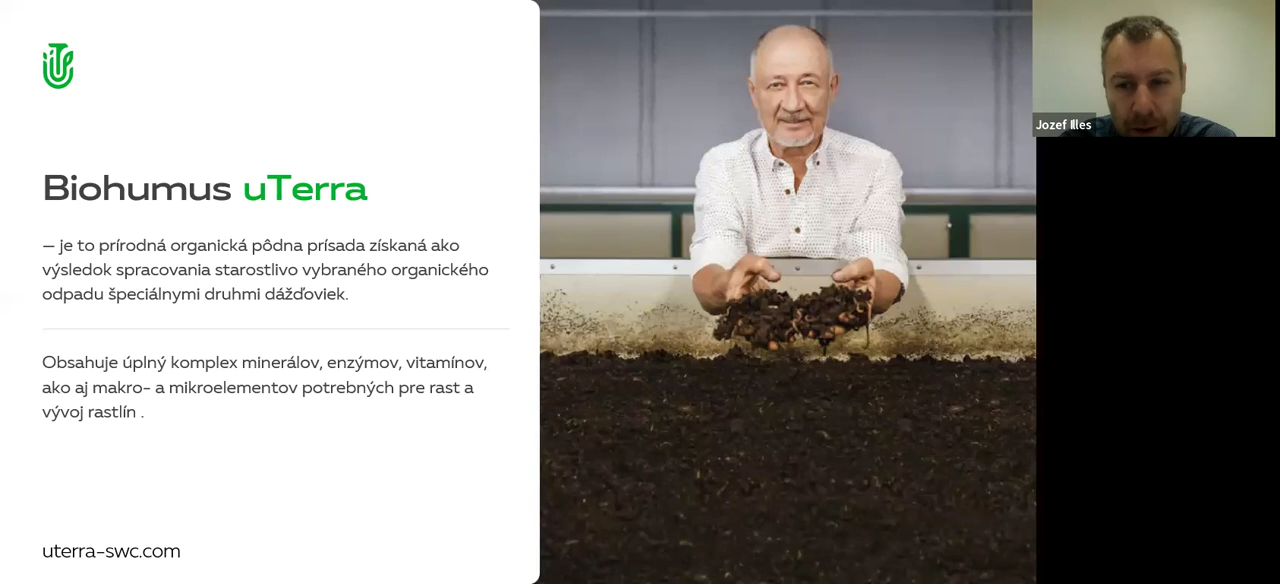 Biohumus uTerra
– je to prírodná organická pôdna prísada získaná ako
výsledok spracovania starostlivo vybraného organického
odpadu špeciálnymi druhmi dážďoviek.
Obsahuje úplný komplex minerálov, enzýmov, vitamínov,
ako aj makro- a mikroelementov potrebných pre rast a
vývoj rastlín .
uterra-swc.com
Jozef Illes